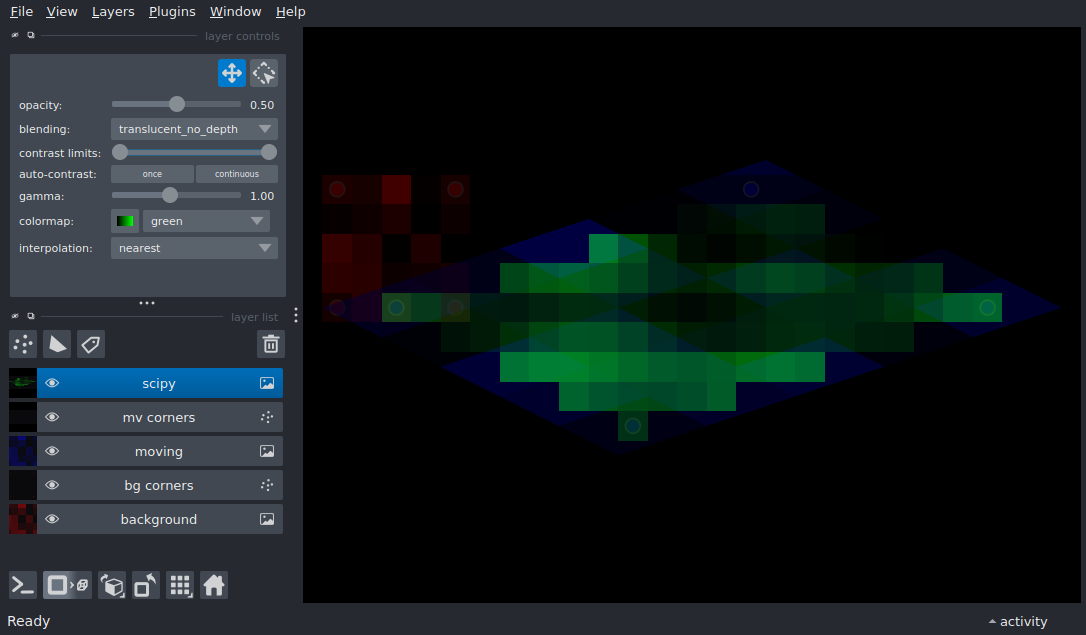 File View Layers Plugins Window Help
layer controls
opacity: 0.50
blending: translucent_no_depth
contrast limits:
auto-contrast: once continuous
gamma: 1.00
colormap: green
interpolation: nearest
layer list
scipy
mv corners
moving
bg corners
background
Ready
activity